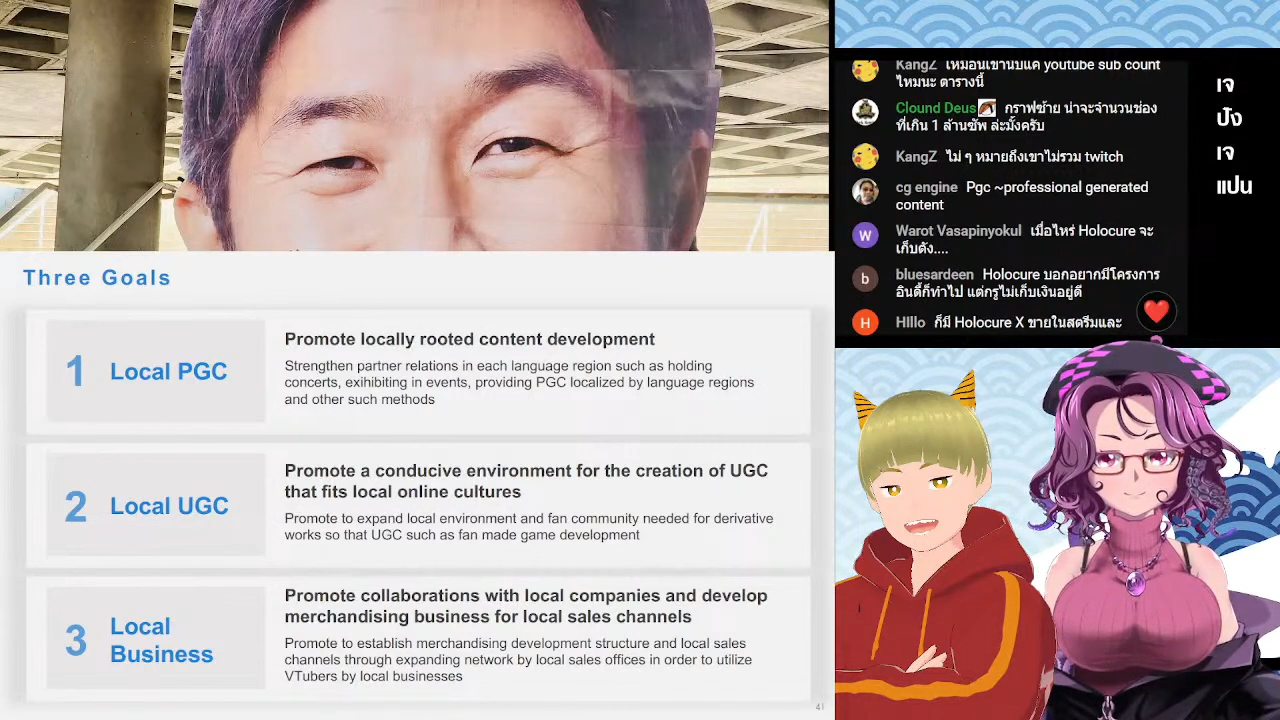 Three Goals
1 Local PGC
Promote locally rooted content development
Strengthen partner relations in each language region such as holding
concerts, exihibiting in events, providing PGC localized by language regions
and other such methods
2 Local UGC
Promote a conducive environment for the creation of UGC
that fits local online cultures
Promote to expand local environment and fan community needed for derivative
works so that UGC such as fan made game development
3 Local
Business
Promote collaborations with local companies and develop
merchandising business for local sales channels
Promote to establish merchandising development structure and local sales
channels through expanding network by local sales offices in order to utilize
VTubers by local businesses
KangZ เหมือนเขานับแค่ youtube sub count
ไหมนะ ตารางนี้
Clound Deus กราฟซ้าย น่าจะจำนวนช่อง
ที่เกิน 1 ล้านซัพ ล่ะมั้งครับ
KangZ ไม่ ๆ หมายถึงเขาไม่รวม twitch
cg engine Pgc ~professional generated
content
W Warot Vasapinyokul เมื่อไหร่ Holocure จะ
เก็บตัง....
b bluesardeen Holocure บอกอยากมีโครงการ
อินดี้ก็ทำไป แต่กรูไม่เก็บเงินอยู่ดี
H HIllo ก็มี Holocure X ขายในสตรีมและ
เจ
ปัง
เจ
แปน